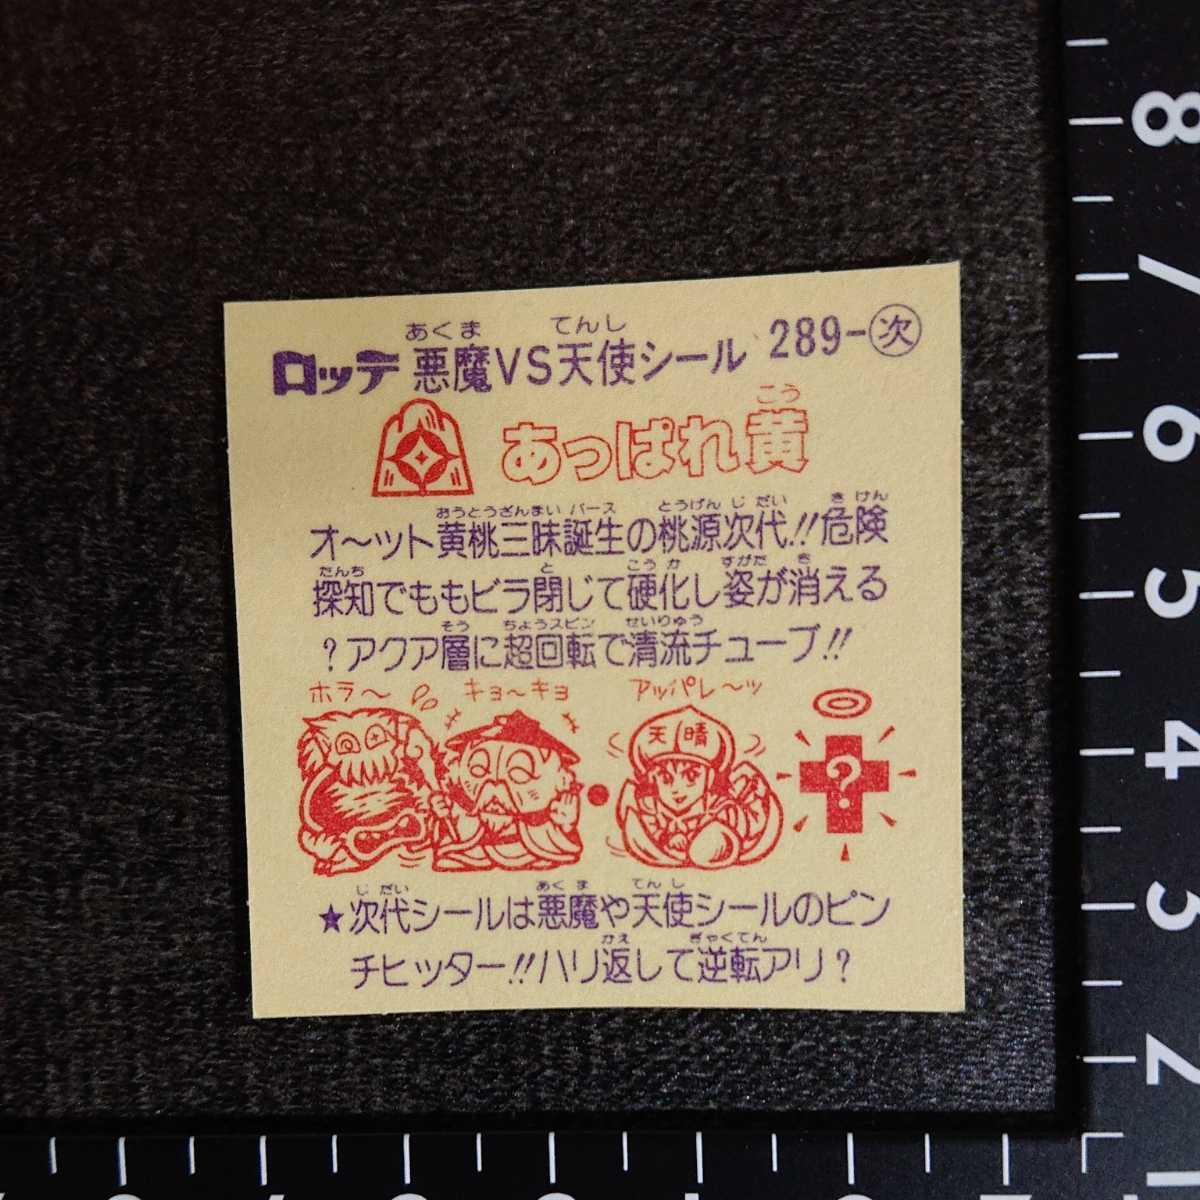 あくま てんし
ロッテ 悪魔VS天使シール 289-次
こう
あっぱれ黄
おうとうざんまい バース とうげん じ だい き けん
オ〜ット黄桃三昧誕生の桃源次代!!危険
たんち と こう か すがた き
探知でももビラ閉じて硬化し姿が消える
そう ちょうスピン せいりゅう
?アクア層に超回転で清流チューブ!!
ホラ〜 キョ〜キョ アッパレ〜ッ
天晴
?
じ だい あく ま てん し
★次代シールは悪魔や天使シールのピン
かえ ぎゃくてん
チヒッター!!ハリ返して逆転アリ?
8
7
6
5
4
3
2
1